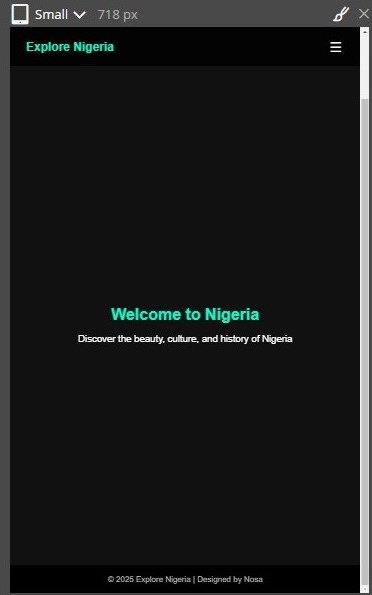 Small 718 px
Explore Nigeria
Welcome to Nigeria
Discover the beauty, culture, and history of Nigeria
© 2025 Explore Nigeria | Designed by Nosa